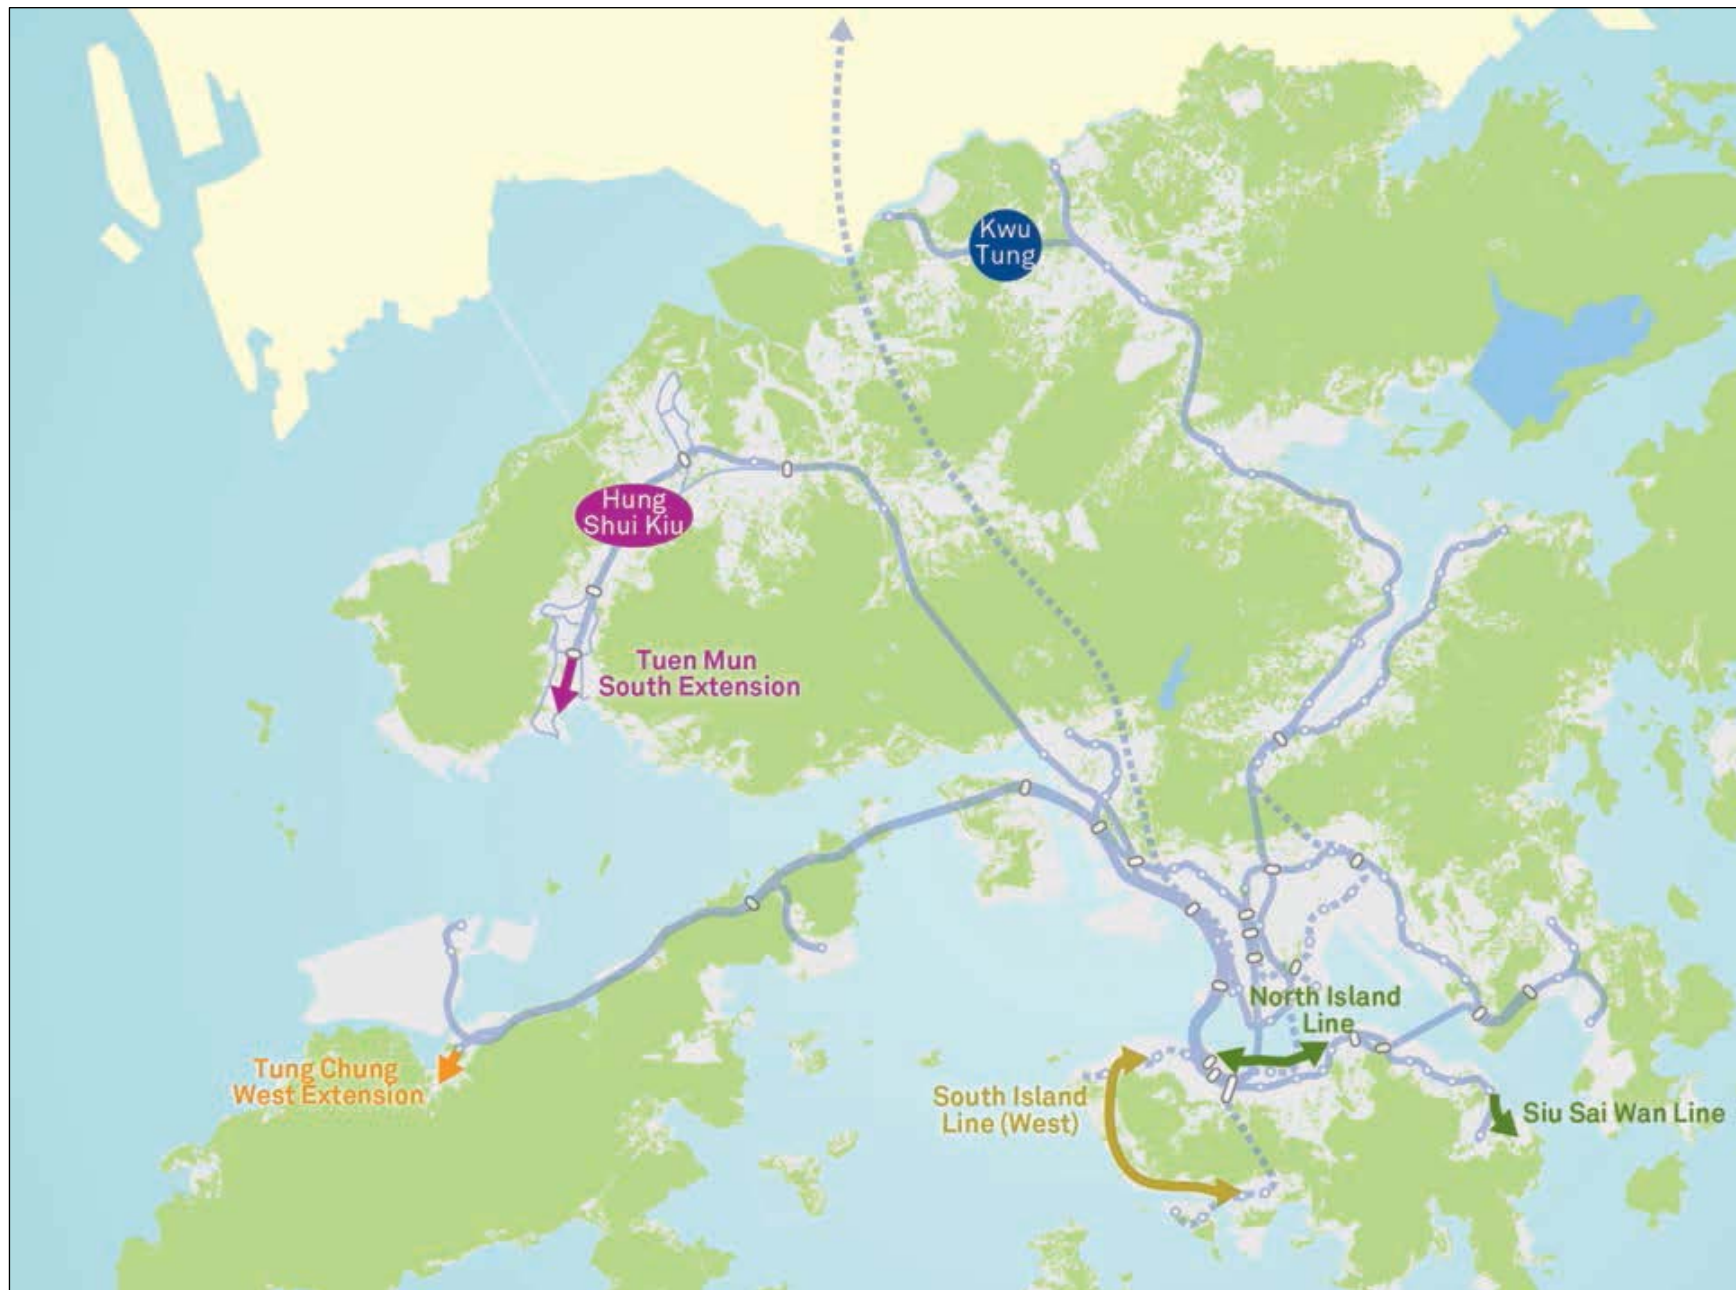 Kwu
Tung
Hung
Shui Kiu
Tuen Mun
South Extension
North Island
Line
Tung Chung
West Extension
South Island
Line (West)
Siu Sai Wan Line